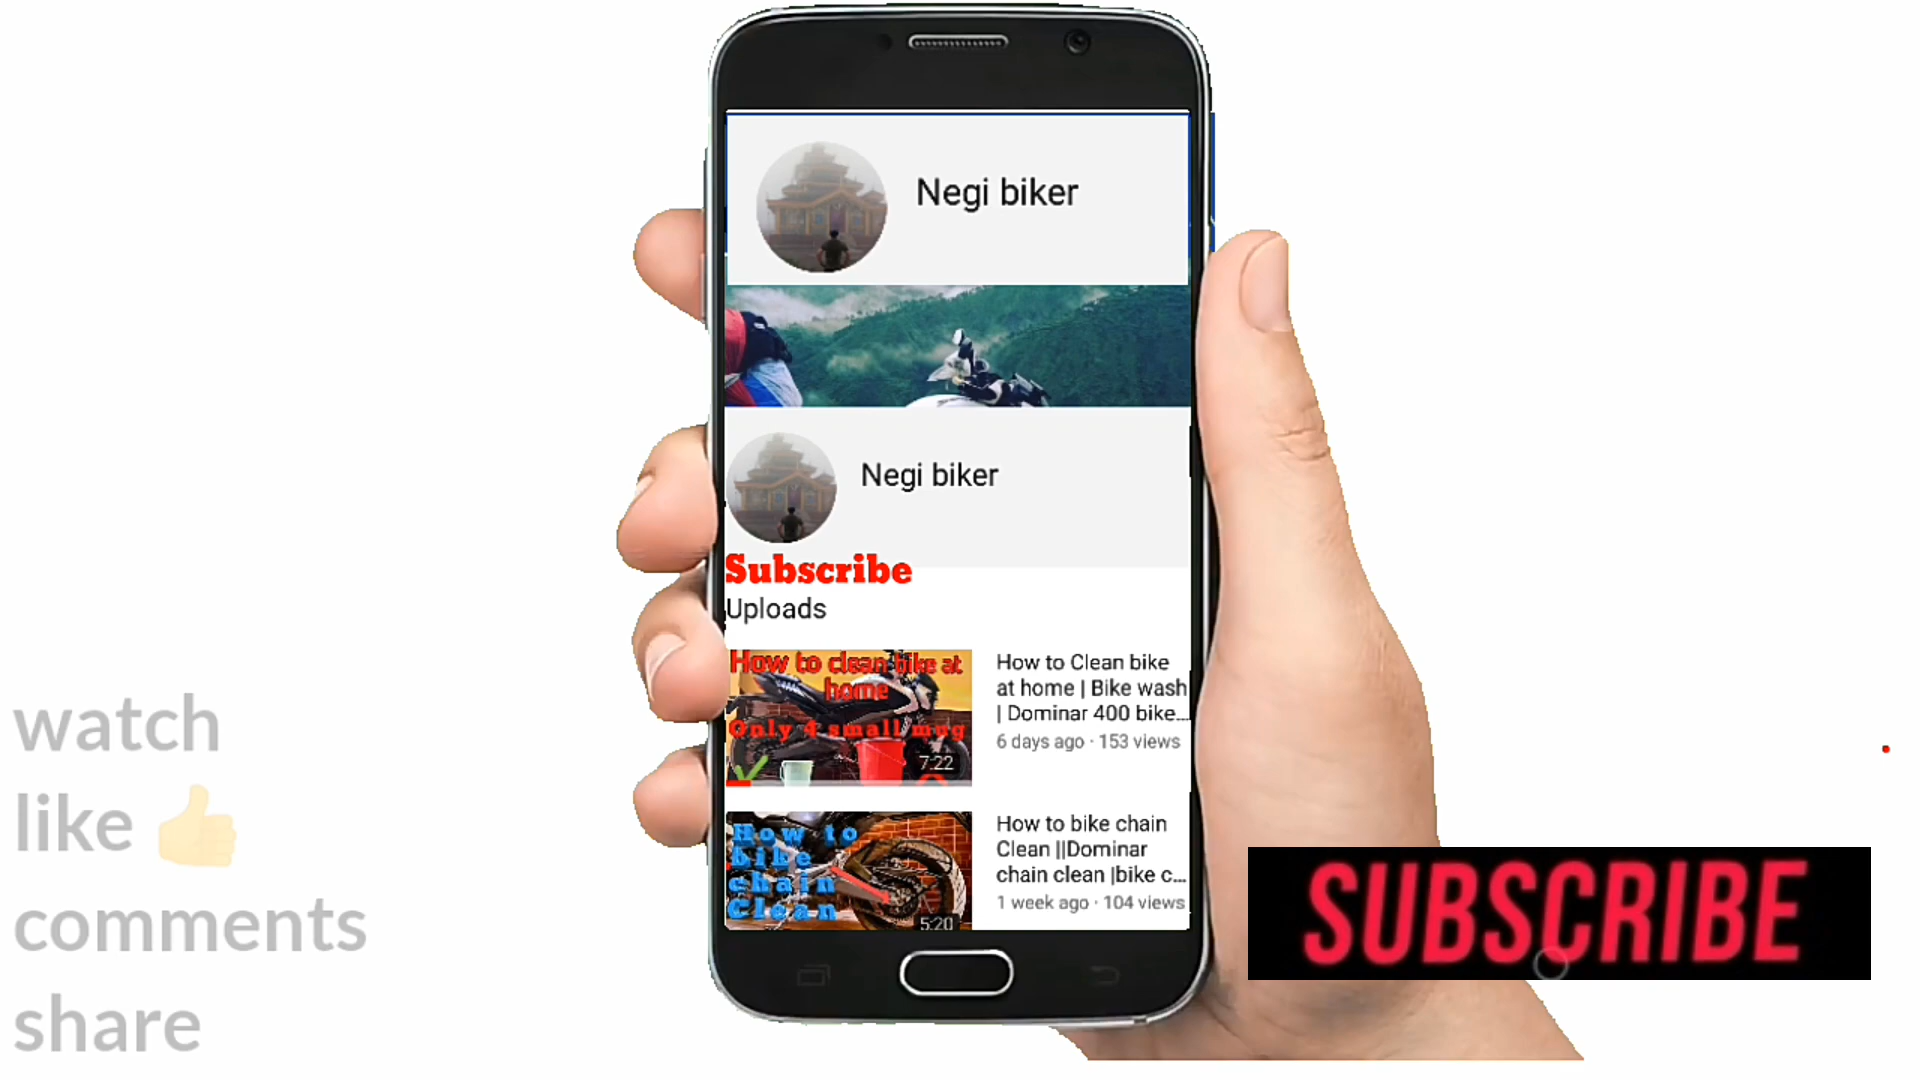 Negi biker
Negi biker
Subscribe
Uploads
How to clean bike at
home
Only 4 small mug
7:22
How to Clean bike
at home | Bike wash
| Dominar 400 bike...
6 days ago · 153 views
How to
bike
chain
Clean
5:20
How to bike chain
Clean ||Dominar
chain clean |bike c...
1 week ago · 104 views
watch
like 👍
comments
share
SUBSCRIBE